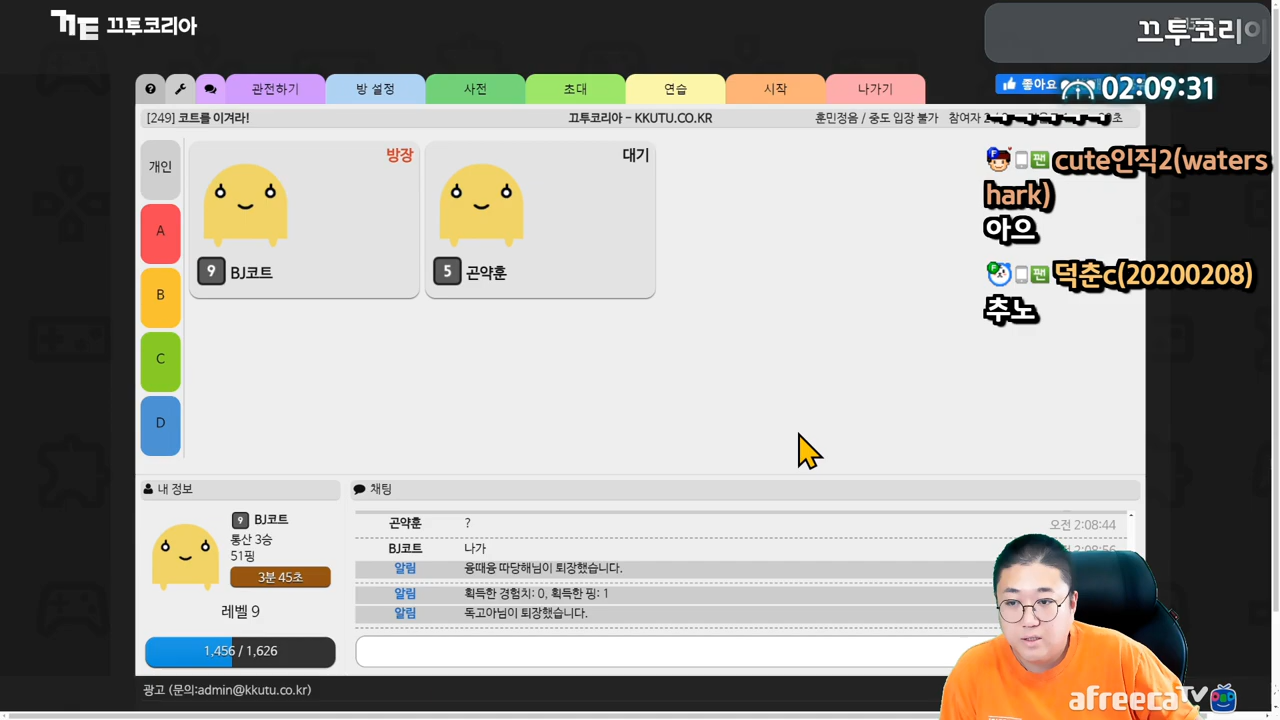 끄투코리아
끄투코리아
02:09:31
관전하기 방 설정 사전 초대 연습 시작 나가기
좋아요
[249] 코트를 이겨라! 끄투코리아 - KKUTU.CO.KR 훈민정음 / 중도 입장 불가 참여자
개인
A
B
C
D
방장
9 BJ코트
대기
5 곤약훈
cute인직2(waters
hark)
아으
덕춘c(20200208)
추노
내 정보
9 BJ코트
통산 3승
51핑
3분 45초
레벨 9
1,456 / 1,626
채팅
곤약훈 ? 오전 2:08:44
BJ코트 나가 2:08:56
알림 융때융 따당해님이 퇴장했습니다.
알림 획득한 경험치: 0, 획득한 핑: 1
알림 독고아님이 퇴장했습니다.
광고 (문의:admin@kkutu.co.kr)
afreecaTV